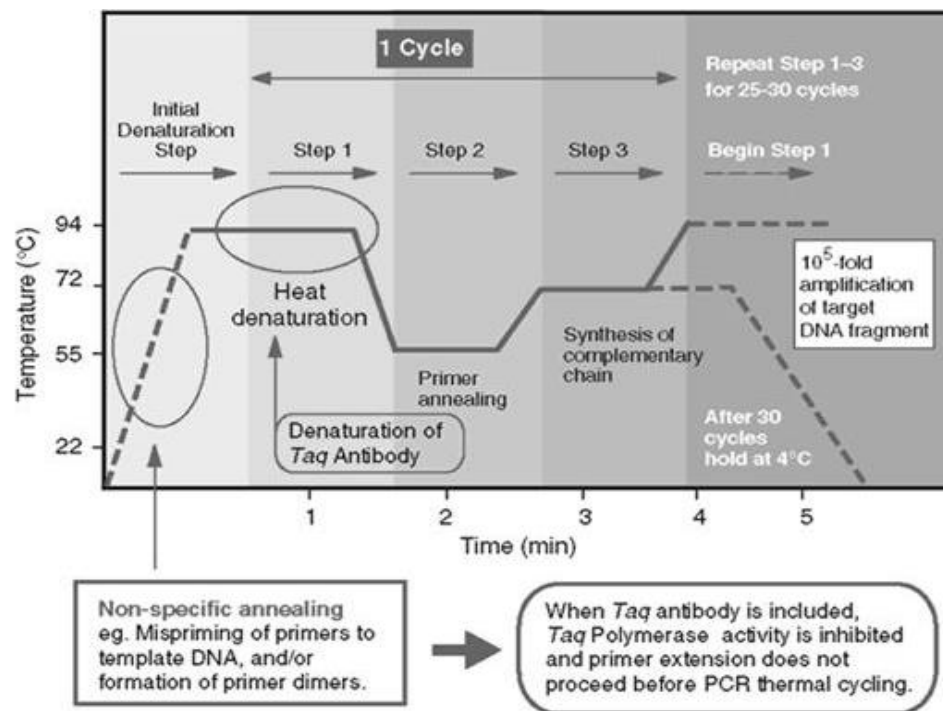 1 Cycle
Repeat Step 1–3
for 25-30 cycles
Initial
Denaturation
Step
Step 1
Step 2
Step 3
Begin Step 1
Temperature (°C)
94
72
55
22
Heat
denaturation
Denaturation of
Taq Antibody
Primer
annealing
Synthesis of
complementary
chain
10⁵-fold
amplification
of target
DNA fragment
After 30
cycles
hold at 4°C
1
2
3
4
5
Time (min)
Non-specific annealing
eg. Mispriming of primers to
template DNA, and/or
formation of primer dimers.
When Taq antibody is included,
Taq Polymerase activity is inhibited
and primer extension does not
proceed before PCR thermal cycling.